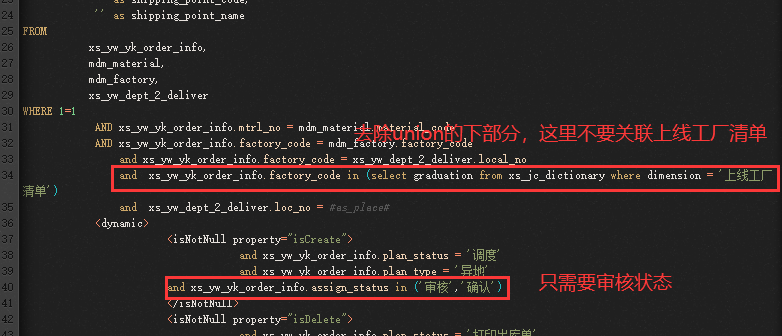 23 '' as shipping_point_code,
24 '' as shipping_point_name
25 FROM
26 xs_yw_yk_order_info,
27 mdm_material,
28 mdm_factory,
29 xs_yw_dept_2_deliver
30 WHERE 1=1
去除union的下部分，这里不要关联上线工厂清单
31 AND xs_yw_yk_order_info.mtrl_no = mdm_material.material_code
32 AND xs_yw_yk_order_info.factory_code = mdm_factory.factory_code
33 and xs_yw_yk_order_info.factory_code = xs_yw_dept_2_deliver.local_no
34 and xs_yw_yk_order_info.factory_code in (select graduation from xs_jc_dictionary where dimension = '上线工厂
清单')
35 and xs_yw_dept_2_deliver.loc_no = #as_place#
36 <dynamic>
37 <isNotNull property="isCreate">
38 and xs_yw_yk_order_info.plan_status = '调度'
39 and xs_yw_yk_order_info.plan_type = '异地'
40 and xs_yw_yk_order_info.assign_status in ('审核','确认')
只需要审核状态
41 </isNotNull>
42 <isNotNull property="isDelete">
and xs_yw_yk_order_info.plan_status = '打印出库单'